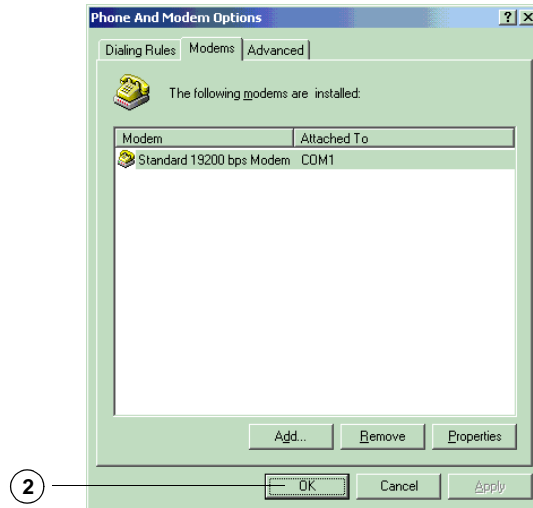 Phone And Modem Options
Dialing Rules Modems Advanced
The following modems are installed:
Modem Attached To
Standard 19200 bps Modem COM1
Add... Remove Properties
2 OK Cancel Apply